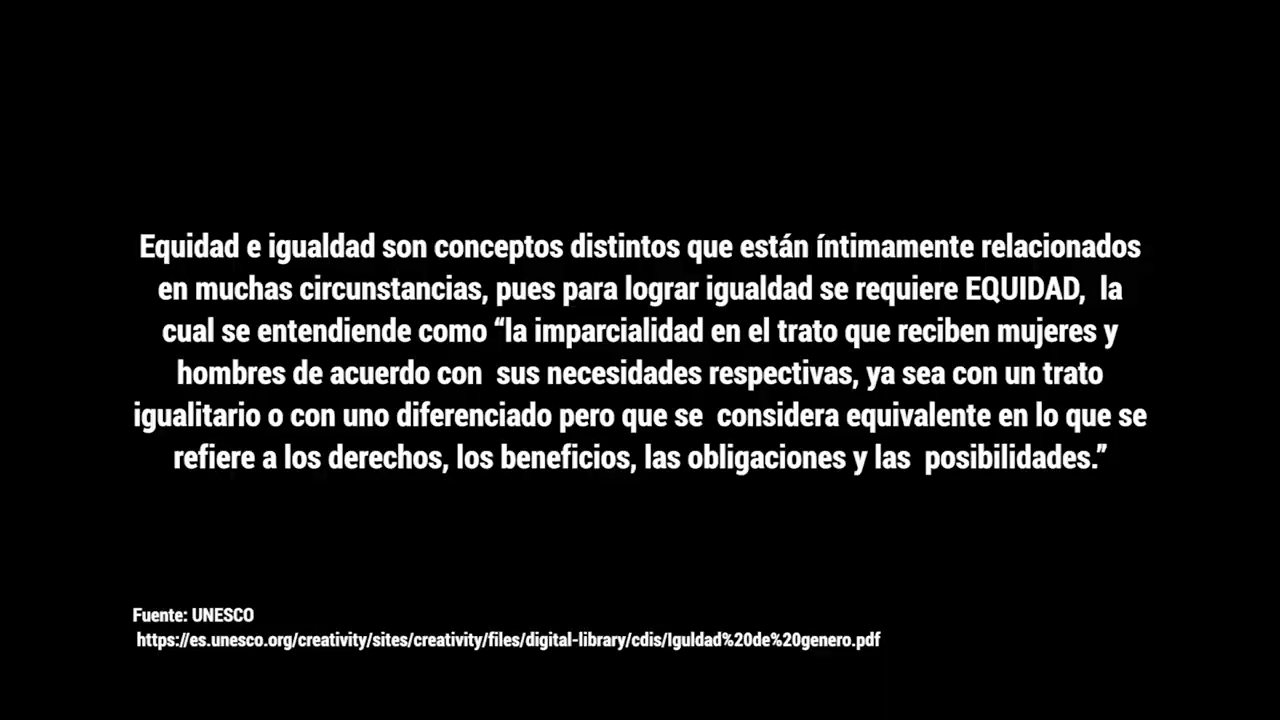 Equidad e igualdad son conceptos distintos que están íntimamente relacionados
en muchas circunstancias, pues para lograr igualdad se requiere EQUIDAD,  la
cual se entendiende como “la imparcialidad en el trato que reciben mujeres y
hombres de acuerdo con  sus necesidades respectivas, ya sea con un trato
igualitario o con uno diferenciado pero que se  considera equivalente en lo que se
refiere a los derechos, los beneficios, las obligaciones y las  posibilidades.”
Fuente: UNESCO
https://es.unesco.org/creativity/sites/creativity/files/digital-library/cdis/Iguldad%20de%20genero.pdf